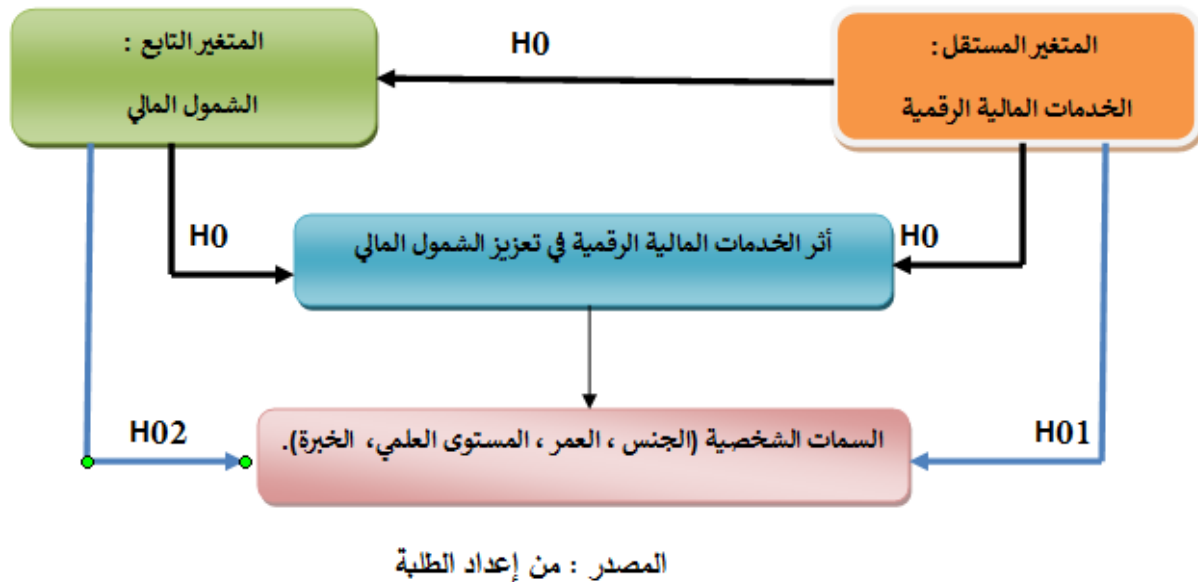 المتغير المستقل:
الخدمات المالية الرقمية
H0
المتغير التابع :
الشمول المالي
H0
أثر الخدمات المالية الرقمية في تعزيز الشمول المالي
H0
H01
السمات الشخصية (الجنس ، العمر ، المستوى العلمي، الخبرة).
H02
المصدر : من إعداد الطلبة